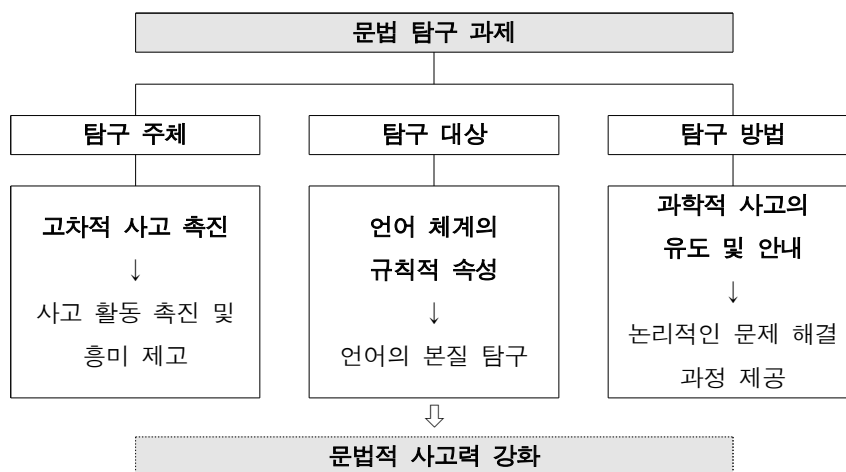 문법 탐구 과제
탐구 주체
탐구 대상
탐구 방법
고차적 사고 촉진
↓
사고 활동 촉진 및
흥미 제고
언어 체계의
규칙적 속성
↓
언어의 본질 탐구
과학적 사고의
유도 및 안내
↓
논리적인 문제 해결
과정 제공
문법적 사고력 강화